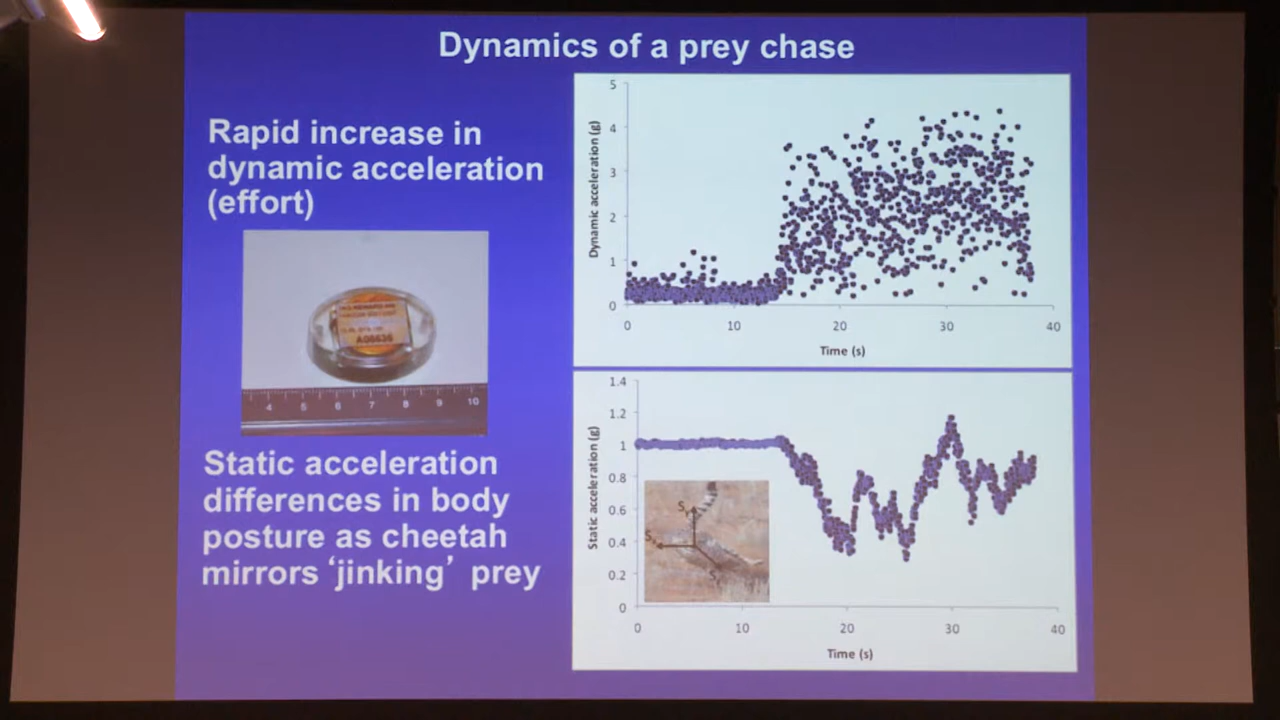 Dynamics of a prey chase
Rapid increase in
dynamic acceleration
(effort)
A06636
4 5 6 7 8 9 10
Static acceleration
differences in body
posture as cheetah
mirrors ‘jinking’ prey
Dynamic acceleration (g)
5
4
3
2
1
0
0 10 20 30 40
Time (s)
Static acceleration (g)
1.4
1.2
1
0.8
0.6
0.4
0.2
0
0 10 20 30 40
Time (s)